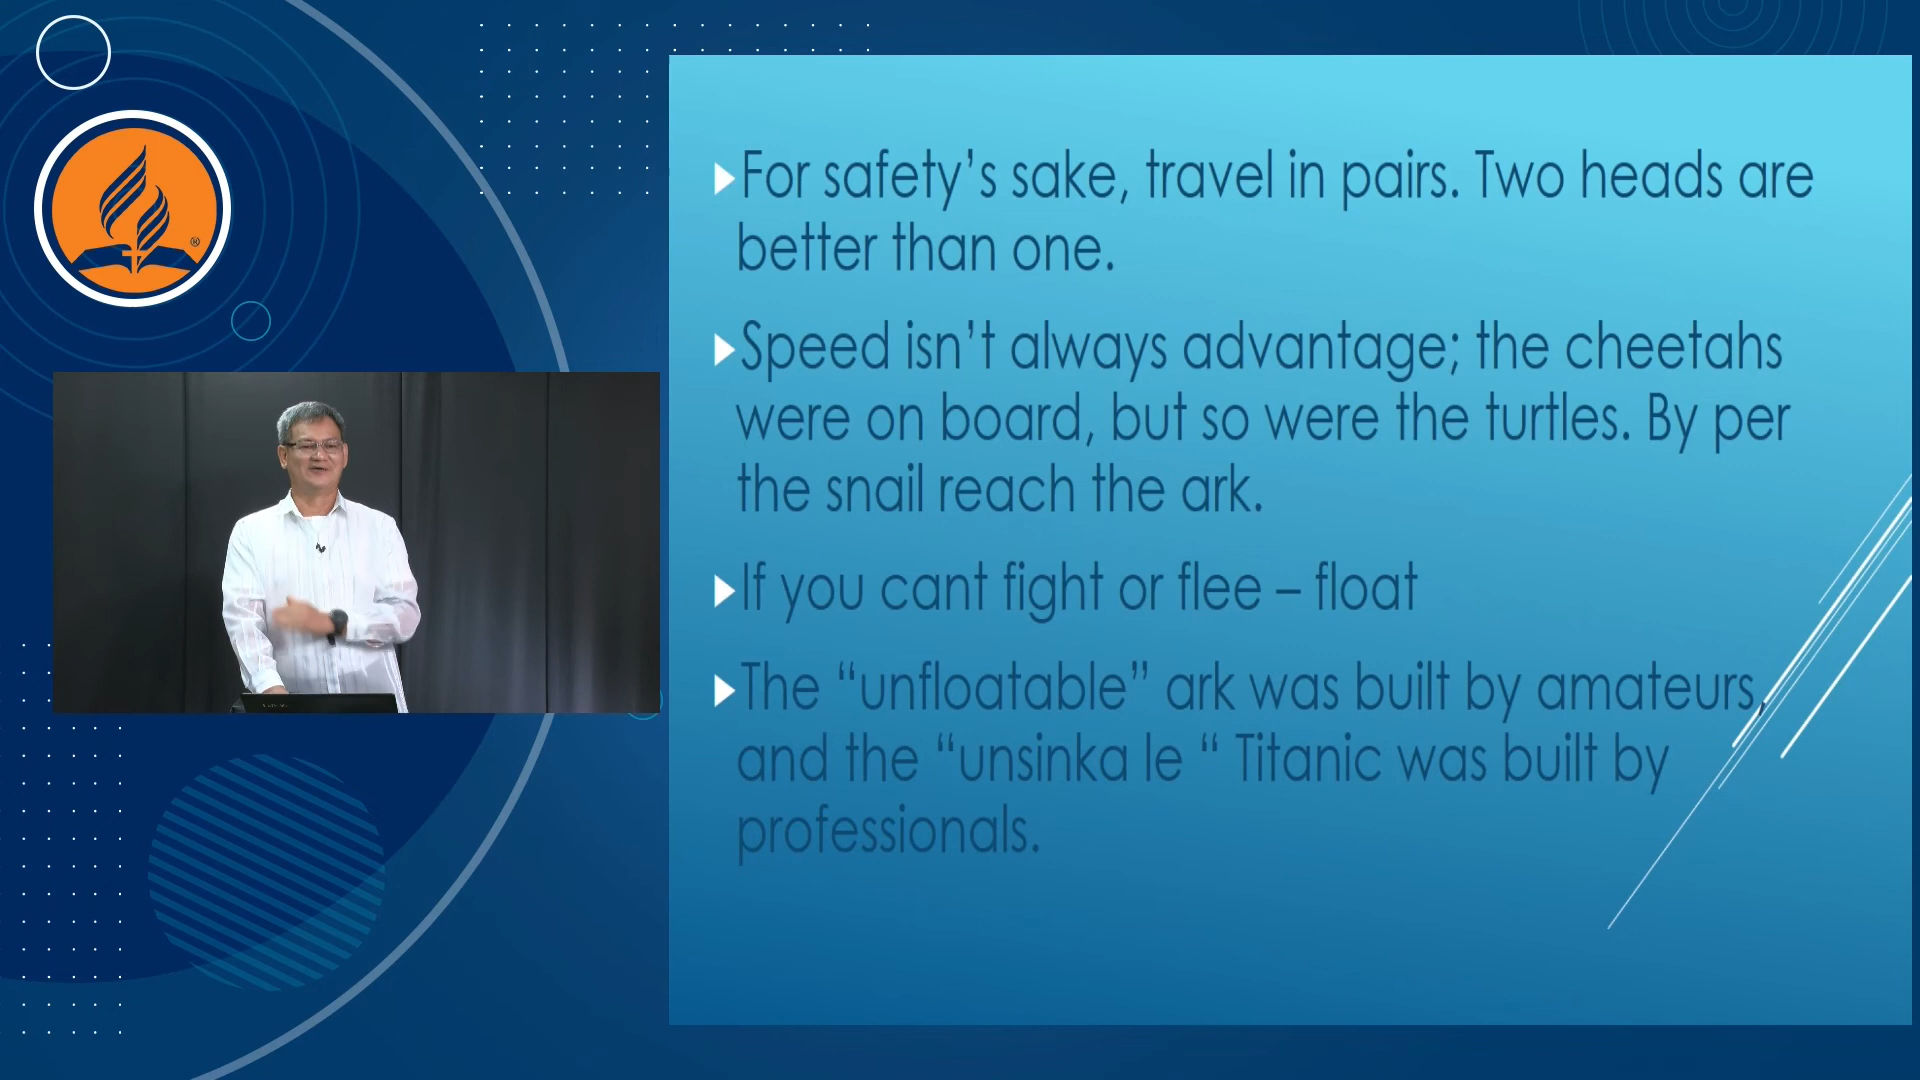 For safety’s sake, travel in pairs. Two heads are
better than one.
Speed isn’t always advantage; the cheetahs
were on board, but so were the turtles. By per
the snail reach the ark.
If you cant fight or flee – float
The “unfloatable” ark was built by amateurs,
and the “unsinka le “ Titanic was built by
professionals.
®